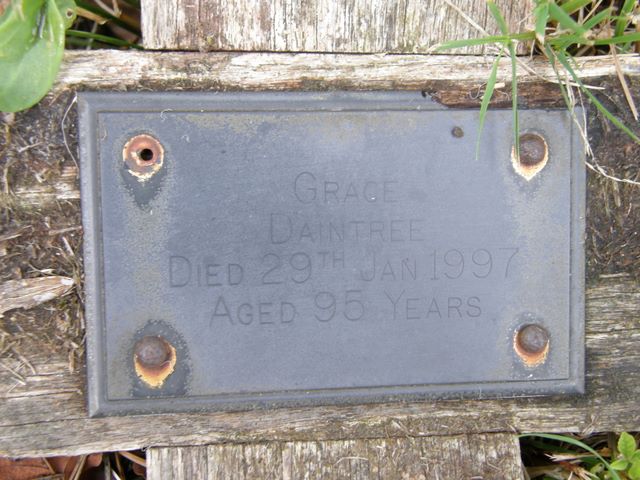 GRACE
DAINTREE
DIED 29TH JAN 1997
AGED 95 YEARS